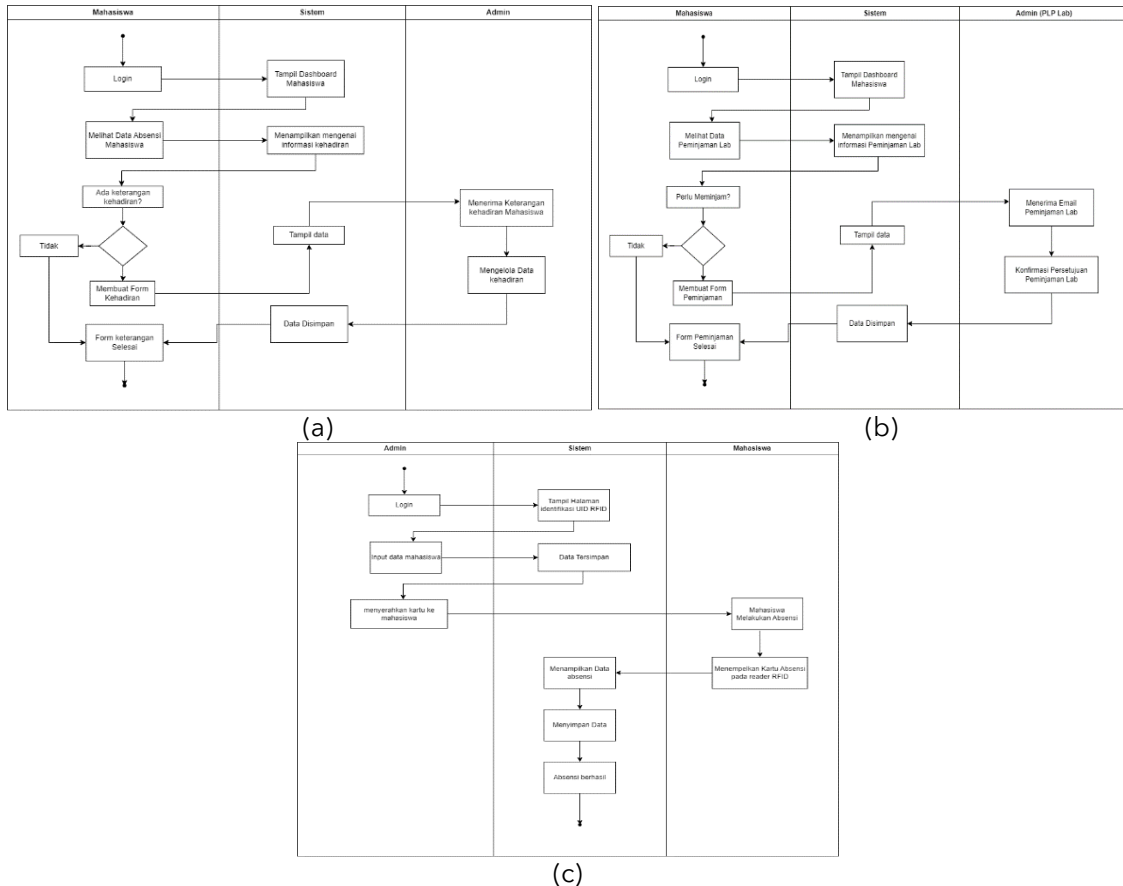 Mahasiswa
Sistem
Admin
Login
Tampil Dashboard
Mahasiswa
Melihat Data Absensi
Mahasiswa
Menampilkan mengenai
informasi kehadiran
Ada keterangan
kehadiran?
Menerima Keterangan
kehadiran Mahasiswa
Tidak
Tampil data
Mengelola Data
kehadiran
Membuat Form
Kehadiran
Data Disimpan
Form keterangan
Selesai
(a)
Mahasiswa
Sistem
Admin (PLP Lab)
Login
Tampil Dashboard
Mahasiswa
Melihat Data
Peminjaman Lab
Menampilkan mengenai
informasi Peminjaman Lab
Perlu Meminjam?
Menerima Email
Peminjaman Lab
Tidak
Tampil data
Konfirmasi Persetujuan
Peminjaman Lab
Membuat Form
Peminjaman
Data Disimpan
Form Peminjaman
Selesai
(b)
Admin
Sistem
Mahasiswa
Login
Tampil Halaman
identifikasi UID RFID
Input data mahasiswa
Data Tersimpan
menyerahkan kartu ke
mahasiswa
Mahasiswa
Melakukan Absensi
Menampilkan Data
absensi
Menempelkan Kartu Absensi
pada reader RFID
Menyimpan Data
Absensi berhasil
(c)